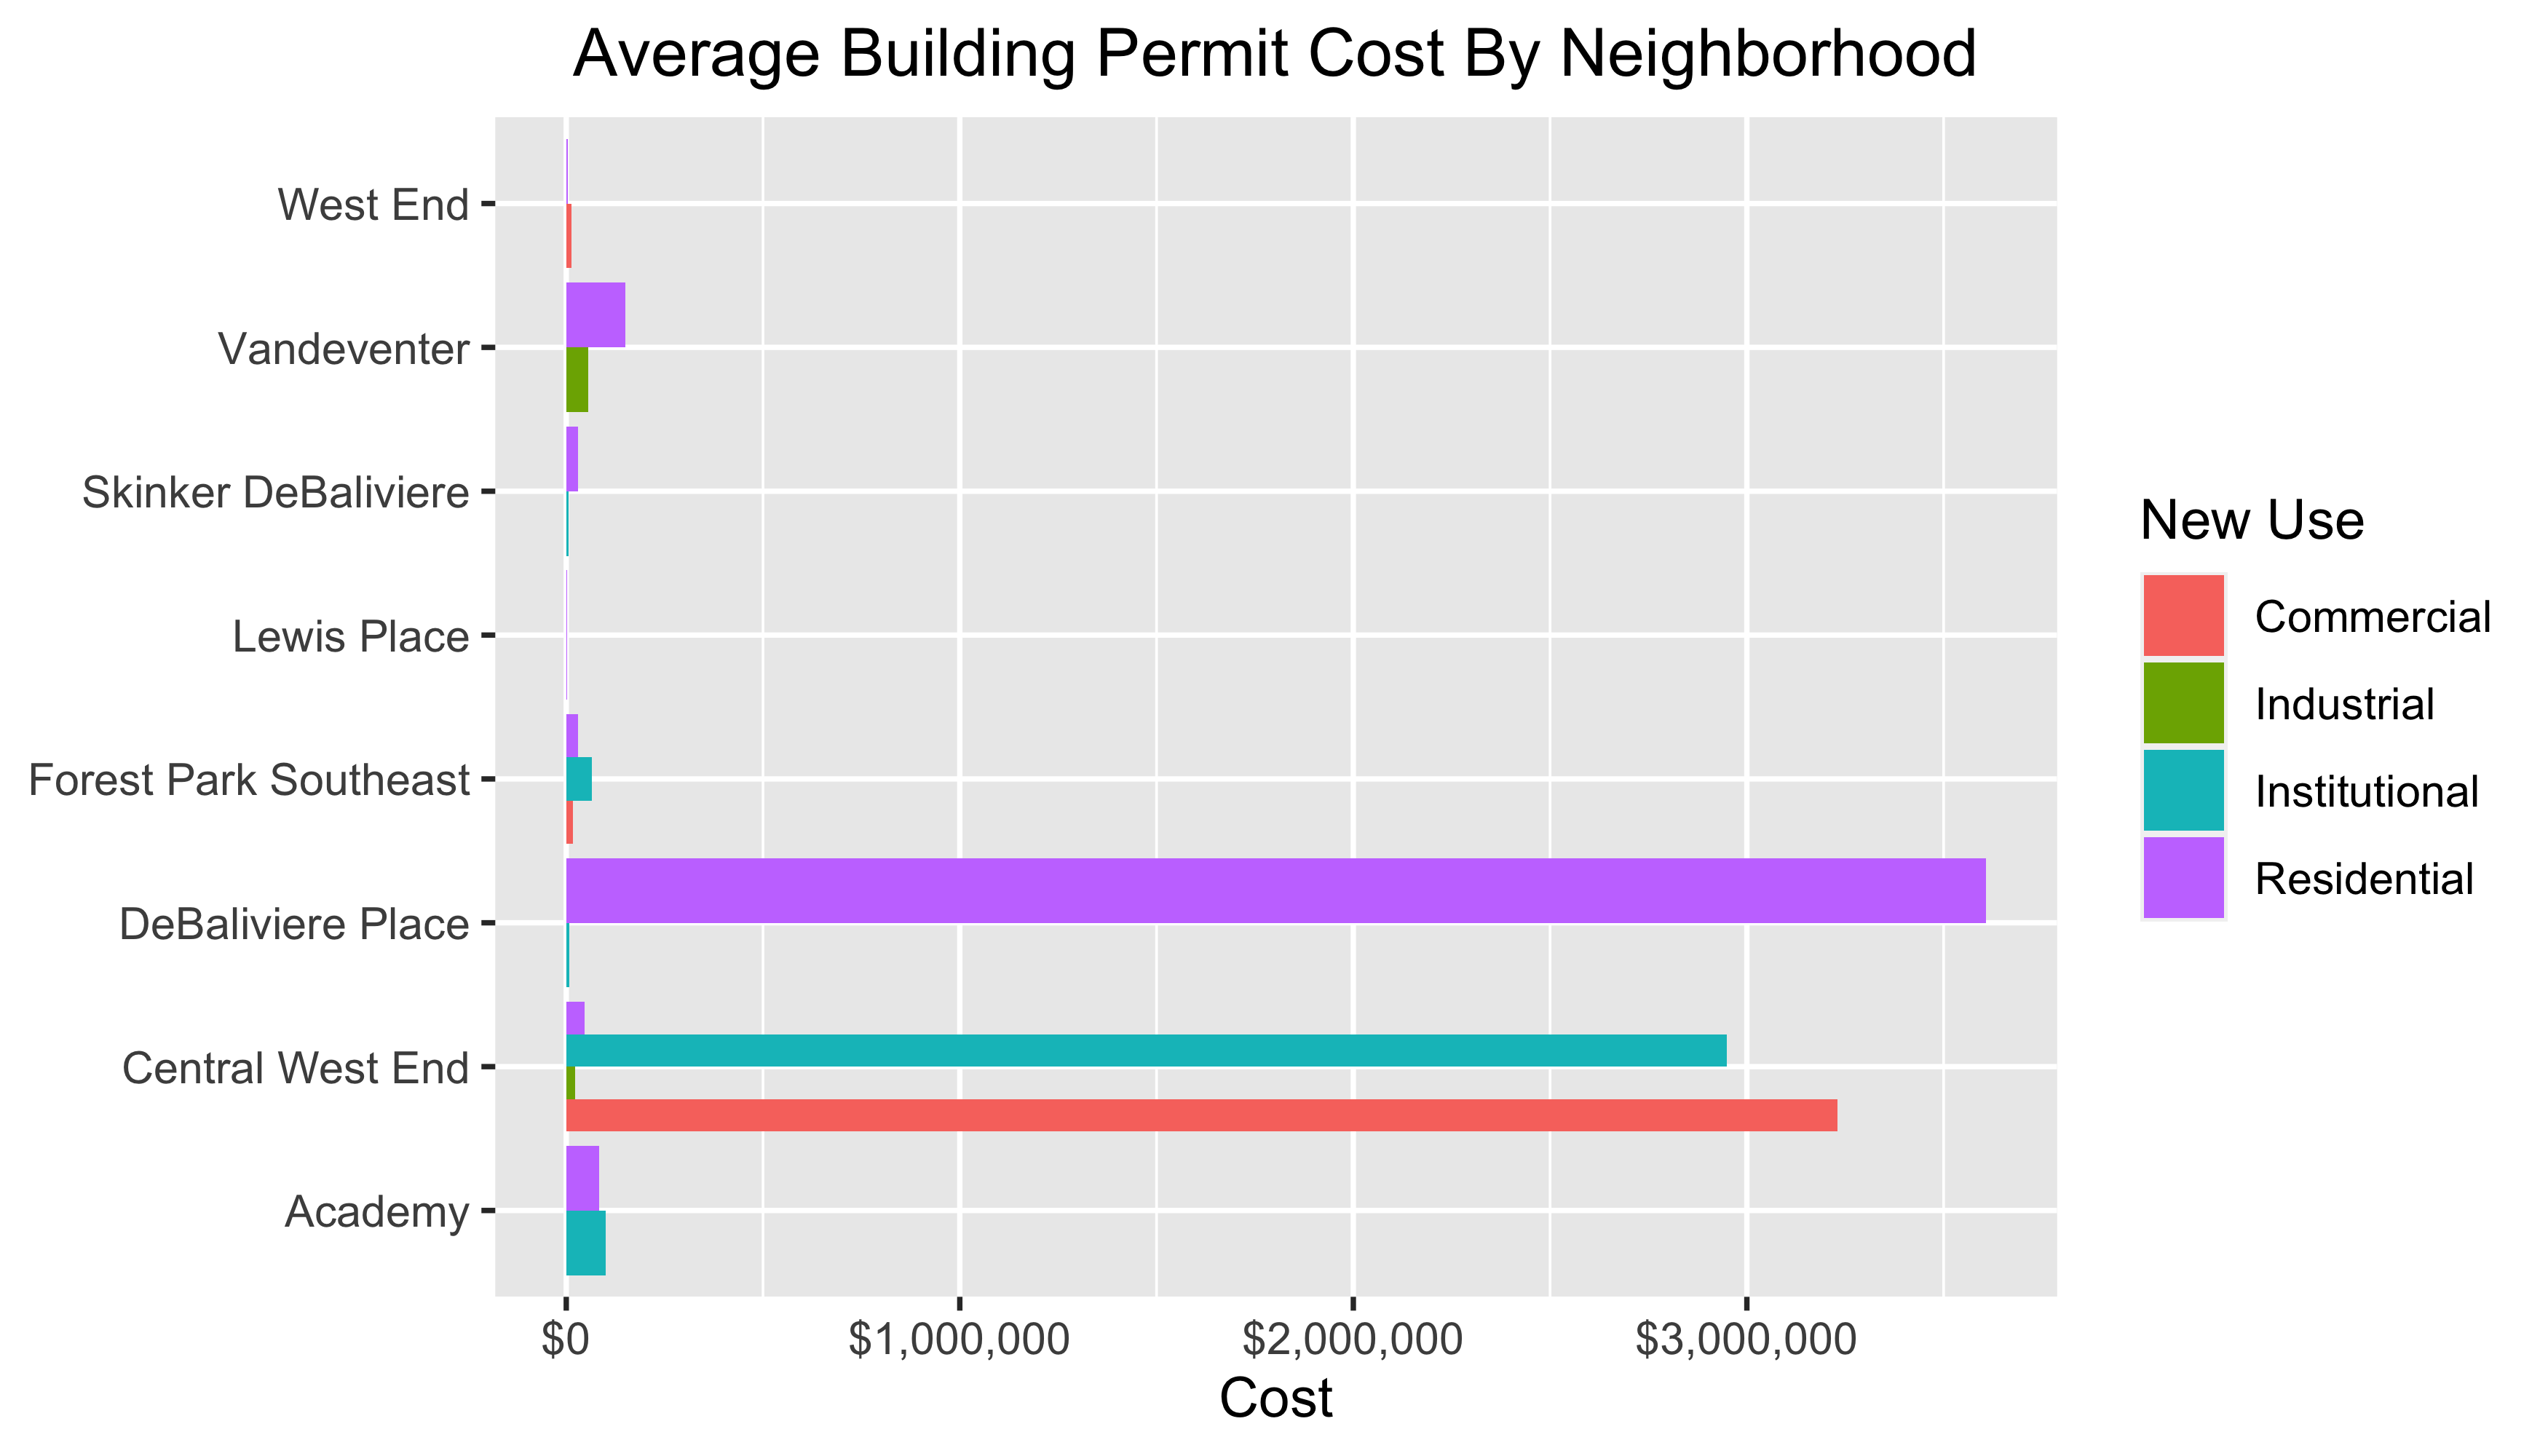 Average Building Permit Cost By Neighborhood
West End
Vandeventer
Skinker DeBaliviere
Lewis Place
Forest Park Southeast
DeBaliviere Place
Central West End
Academy
$0
$1,000,000
$2,000,000
$3,000,000
Cost
New Use
Commercial
Industrial
Institutional
Residential